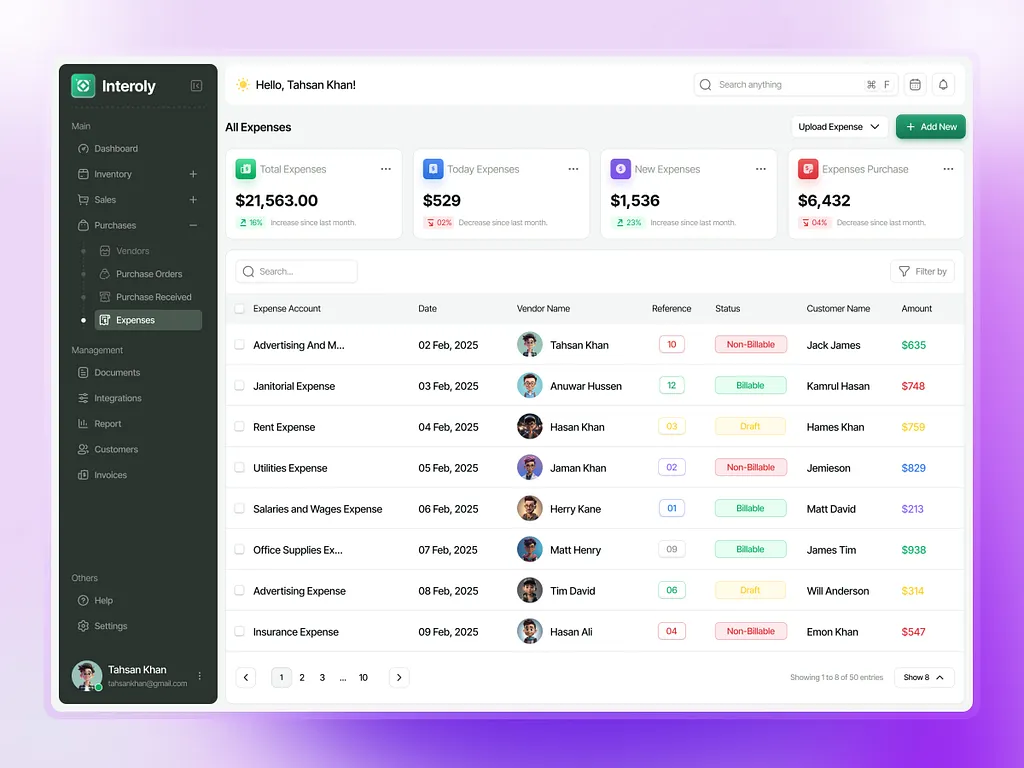 Interoly
Main
Dashboard
Inventory
Sales
Purchases
Vendors
Purchase Orders
Purchase Received
Expenses
Management
Documents
Integrations
Report
Customers
Invoices
Others
Help
Settings
Tahsan Khan
tahsankhan@gmail.com
Hello, Tahsan Khan!
Search anything ⌘ F
All Expenses
Upload Expense
+ Add New
Total Expenses
$21,563.00
16% Increase since last month.
Today Expenses
$529
02% Decrease since last month.
New Expenses
$1,536
23% Increase since last month.
Expenses Purchase
$6,432
04% Decrease since last month.
Search...
Filter by
Expense Account Date Vendor Name Reference Status Customer Name Amount
Advertising And M... 02 Feb, 2025 Tahsan Khan 10 Non-Billable Jack James $635
Janitorial Expense 03 Feb, 2025 Anuwar Hussen 12 Billable Kamrul Hasan $748
Rent Expense 04 Feb, 2025 Hasan Khan 03 Draft Hames Khan $759
Utilities Expense 05 Feb, 2025 Jaman Khan 02 Non-Billable Jemieson $829
Salaries and Wages Expense 06 Feb, 2025 Herry Kane 01 Billable Matt David $213
Office Supplies Ex... 07 Feb, 2025 Matt Henry 09 Billable James Tim $938
Advertising Expense 08 Feb, 2025 Tim David 06 Draft Will Anderson $314
Insurance Expense 09 Feb, 2025 Hasan Ali 04 Non-Billable Emon Khan $547
1 2 3 ... 10
Showing 1 to 8 of 50 entries
Show 8